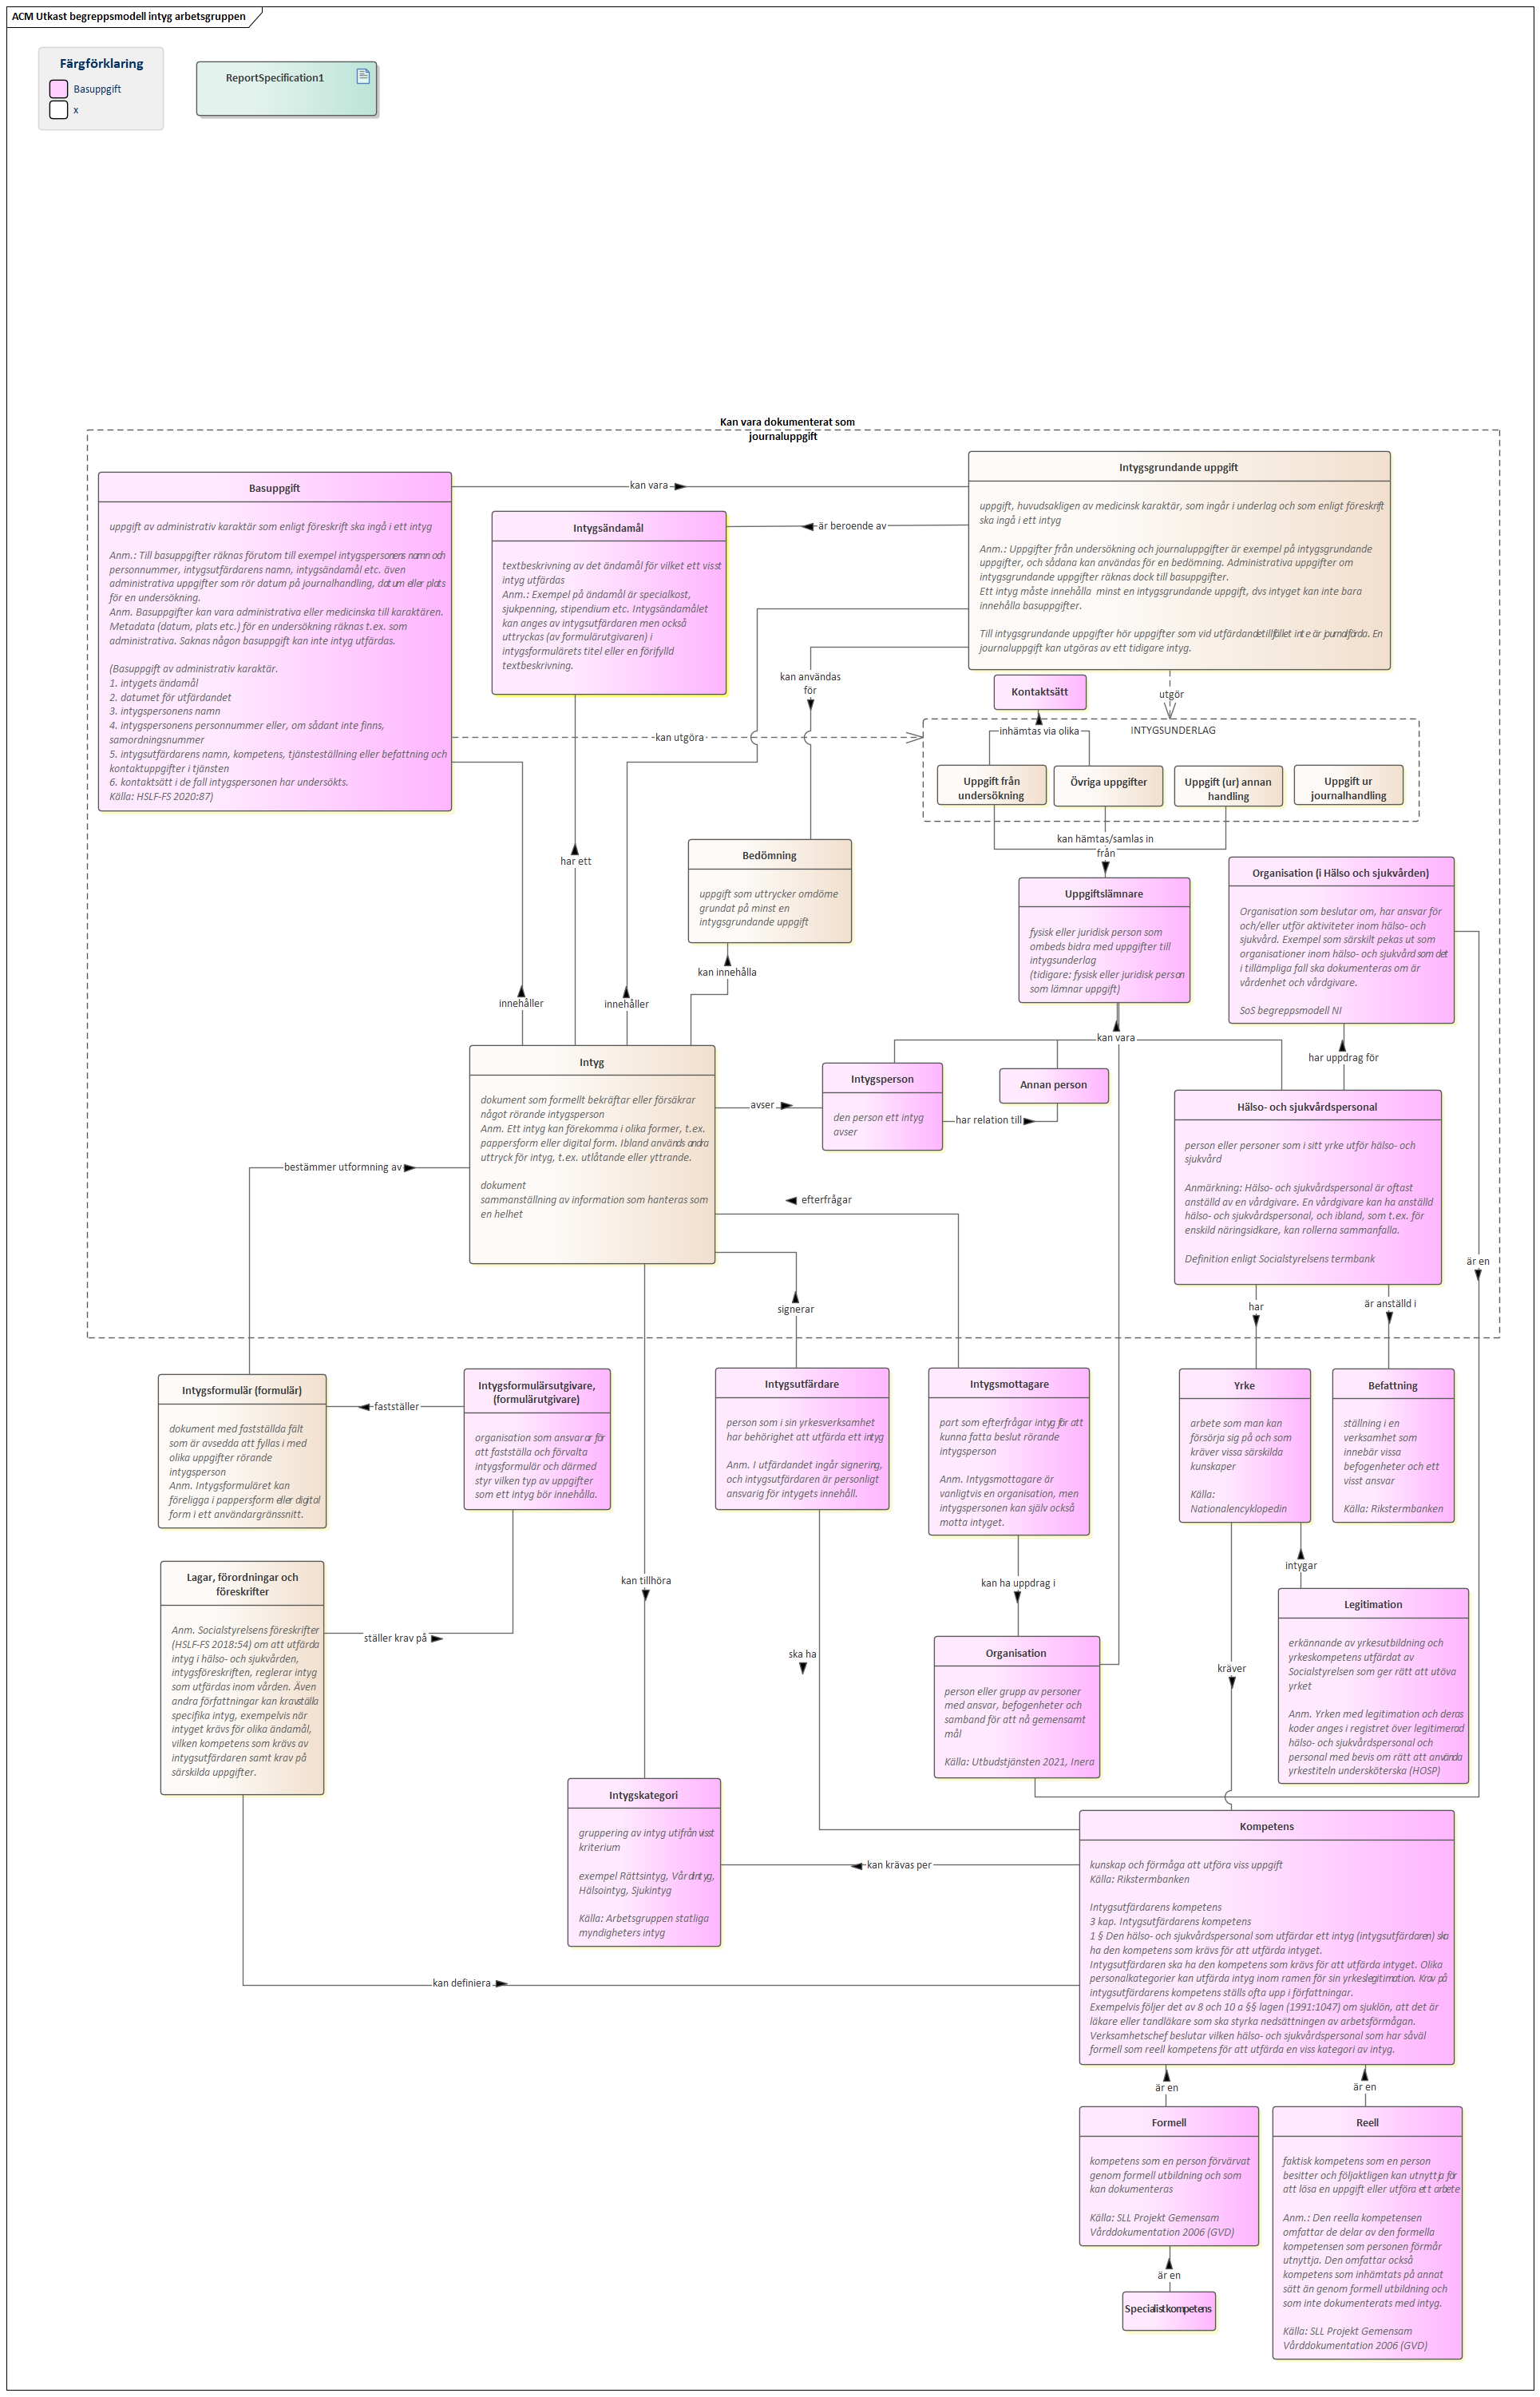 ACM Utkast begreppsmodell intyg arbetsgruppen
Färgförklaring
Basuppgift
x
ReportSpecification1
Kan vara dokumenterat som
journaluppgift
Basuppgift
uppgift av administrativ karaktär som enligt föreskrift ska ingå i ett intyg
Anm.: Till basuppgifter räknas förutom till exempel intygspersonens namn och
personnummer, intygsutfärdarens namn, intygsändamål etc. även
administrativa uppgifter som rör datum på journalhandling, datum eller plats
för en undersökning.
Anm. Basuppgifter kan vara administrativa eller medicinska till karaktären.
Metadata (datum, plats etc.) för en undersökning räknas t.ex. som
administrativa. Saknas någon basuppgift kan inte intyg utfärdas.
(Basuppgift av administrativ karaktär.
1. intygets ändamål
2. datumet för utfärdandet
3. intygspersonens namn
4. intygspersonens personnummer eller, om sådant inte finns,
samordningsnummer
5. intygsutfärdarens namn, kompetens, tjänsteställning eller befattning och
kontaktuppgifter i tjänsten
6. kontaktsätt i de fall intygspersonen har undersökts.
Källa: HSLF-FS 2020:87)
kan vara
Intygsändamål
textbeskrivning av det ändamål för vilket ett visst
intyg utfärdas
Anm.: Exempel på ändamål är specialkost,
sjukpenning, stipendium etc. Intygsändamålet
kan anges av intygsutfärdaren men också
uttryckas (av formulärutgivaren) i
intygsformulärets titel eller en förifylld
textbeskrivning.
är beroende av
Intygsgrundande uppgift
uppgift, huvudsakligen av medicinsk karaktär, som ingår i underlag och som enligt föreskrift
ska ingå i ett intyg
Anm.: Uppgifter från undersökning och journaluppgifter är exempel på intygsgrundande
uppgifter, och sådana kan användas för en bedömning. Administrativa uppgifter om
intygsgrundande uppgifter räknas dock till basuppgifter.
Ett intyg måste innehålla  minst en intygsgrundande uppgift, dvs intyget kan inte bara
innehålla basuppgifter.
Till intygsgrundande uppgifter hör uppgifter som vid utfärdandetillfället inte är journalförda. En
journaluppgift kan utgöras av ett tidigare intyg.
kan användas
för
Kontaktsätt
utgör
kan utgöra
inhämtas via olika
INTYGSUNDERLAG
Uppgift från
undersökning
Övriga uppgifter
Uppgift (ur) annan
handling
Uppgift ur
journalhandling
kan hämtas/samlas in
från
har ett
Bedömning
uppgift som uttrycker omdöme
grundat på minst en
intygsgrundande uppgift
kan innehålla
innehåller
innehåller
Uppgiftslämnare
fysisk eller juridisk person som
ombeds bidra med uppgifter till
intygsunderlag
(tidigare: fysisk eller juridisk person
som lämnar uppgift)
Organisation (i Hälso och sjukvården)
Organisation som beslutar om, har ansvar för
och/eller utför aktiviteter inom hälso- och
sjukvård. Exempel som särskilt pekas ut som
organisationer inom hälso- och sjukvård som det
i tillämpliga fall ska dokumenteras om är
vårdenhet och vårdgivare.
SoS begreppsmodell NI
kan vara
har uppdrag för
Intyg
dokument som formellt bekräftar eller försäkrar
något rörande intygsperson
Anm. Ett intyg kan förekomma i olika former, t.ex.
pappersform eller digital form. Ibland används andra
uttryck för intyg, t.ex. utlåtande eller yttrande.
dokument
sammanställning av information som hanteras som
en helhet
avser
Intygsperson
den person ett intyg
avser
har relation till
Annan person
Hälso- och sjukvårdspersonal
person eller personer som i sitt yrke utför hälso- och
sjukvård
Anmärkning: Hälso- och sjukvårdspersonal är oftast
anställd av en vårdgivare. En vårdgivare kan ha anställd
hälso- och sjukvårdspersonal, och ibland, som t.ex. för
enskild näringsidkare, kan rollerna sammanfalla.
Definition enligt Socialstyrelsens termbank
bestämmer utformning av
efterfrågar
är en
signerar
har
är anställd i
Intygsformulär (formulär)
dokument med fastställda fält
som är avsedda att fyllas i med
olika uppgifter rörande
intygsperson
Anm. Intygsformuläret kan
föreligga i pappersform eller digital
form i ett användargränssnitt.
fastställer
Intygsformulärsutgivare,
(formulärutgivare)
organisation som ansvarar för
att fastställa och förvalta
intygsformulär och därmed
styr vilken typ av uppgifter
som ett intyg bör innehålla.
Intygsutfärdare
person som i sin yrkesverksamhet
har behörighet att utfärda ett intyg
Anm. I utfärdandet ingår signering,
och intygsutfärdaren är personligt
ansvarig för intygets innehåll.
Intygsmottagare
part som efterfrågar intyg för att
kunna fatta beslut rörande
intygsperson
Anm. Intygsmottagare är
vanligtvis en organisation, men
intygspersonen kan själv också
motta intyget.
Yrke
arbete som man kan
försörja sig på och som
kräver vissa särskilda
kunskaper
Källa:
Nationalencyklopedin
Befattning
ställning i en
verksamhet som
innebär vissa
befogenheter och ett
visst ansvar
Källa: Rikstermbanken
Lagar, förordningar och
föreskrifter
Anm. Socialstyrelsens föreskrifter
(HSLF-FS 2018:54) om att utfärda
intyg i hälso- och sjukvården,
intygsföreskriften, reglerar intyg
som utfärdas inom vården. Även
andra författningar kan kravställa
specifika intyg, exempelvis när
intyget krävs för olika ändamål,
vilken kompetens som krävs av
intygsutfärdaren samt krav på
särskilda uppgifter.
ställer krav på
kan tillhöra
kan ha uppdrag i
intygar
Legitimation
erkännande av yrkesutbildning och
yrkeskompetens utfärdat av
Socialstyrelsen som ger rätt att utöva
yrket
Anm. Yrken med legitimation och deras
koder anges i registret över legitimerad
hälso- och sjukvårdspersonal och
personal med bevis om rätt att använda
yrkestiteln undersköterska (HOSP)
ska ha
kräver
Organisation
person eller grupp av personer
med ansvar, befogenheter och
samband för att nå gemensamt
mål
Källa: Utbudstjänsten 2021, Inera
Intygskategori
gruppering av intyg utifrån visst
kriterium
exempel Rättsintyg, Vårdintyg,
Hälsointyg, Sjukintyg
Källa: Arbetsgruppen statliga
myndigheters intyg
kan krävas per
kan definiera
Kompetens
kunskap och förmåga att utföra viss uppgift
Källa: Rikstermbanken
Intygsutfärdarens kompetens
3 kap. Intygsutfärdarens kompetens
1 § Den hälso- och sjukvårdspersonal som utfärdar ett intyg (intygsutfärdaren) ska
ha den kompetens som krävs för att utfärda intyget.
Intygsutfärdaren ska ha den kompetens som krävs för att utfärda intyget. Olika
personalkategorier kan utfärda intyg inom ramen för sin yrkeslegitimation. Krav på
intygsutfärdarens kompetens ställs ofta upp i författningar.
Exempelvis följer det av 8 och 10 a §§ lagen (1991:1047) om sjuklön, att det är
läkare eller tandläkare som ska styrka nedsättningen av arbetsförmågan.
Verksamhetschef beslutar vilken hälso- och sjukvårdspersonal som har såväl
formell som reell kompetens för att utfärda en viss kategori av intyg.
är en
är en
Formell
kompetens som en person förvärvat
genom formell utbildning och som
kan dokumenteras
Källa: SLL Projekt Gemensam
Vårddokumentation 2006 (GVD)
Reell
faktisk kompetens som en person
besitter och följaktligen kan utnyttja för
att lösa en uppgift eller utföra ett arbete
Anm.: Den reella kompetensen
omfattar de delar av den formella
kompetensen som personen förmår
utnyttja. Den omfattar också
kompetens som inhämtats på annat
sätt än genom formell utbildning och
som inte dokumenterats med intyg.
Källa: SLL Projekt Gemensam
Vårddokumentation 2006 (GVD)
är en
Specialistkompetens